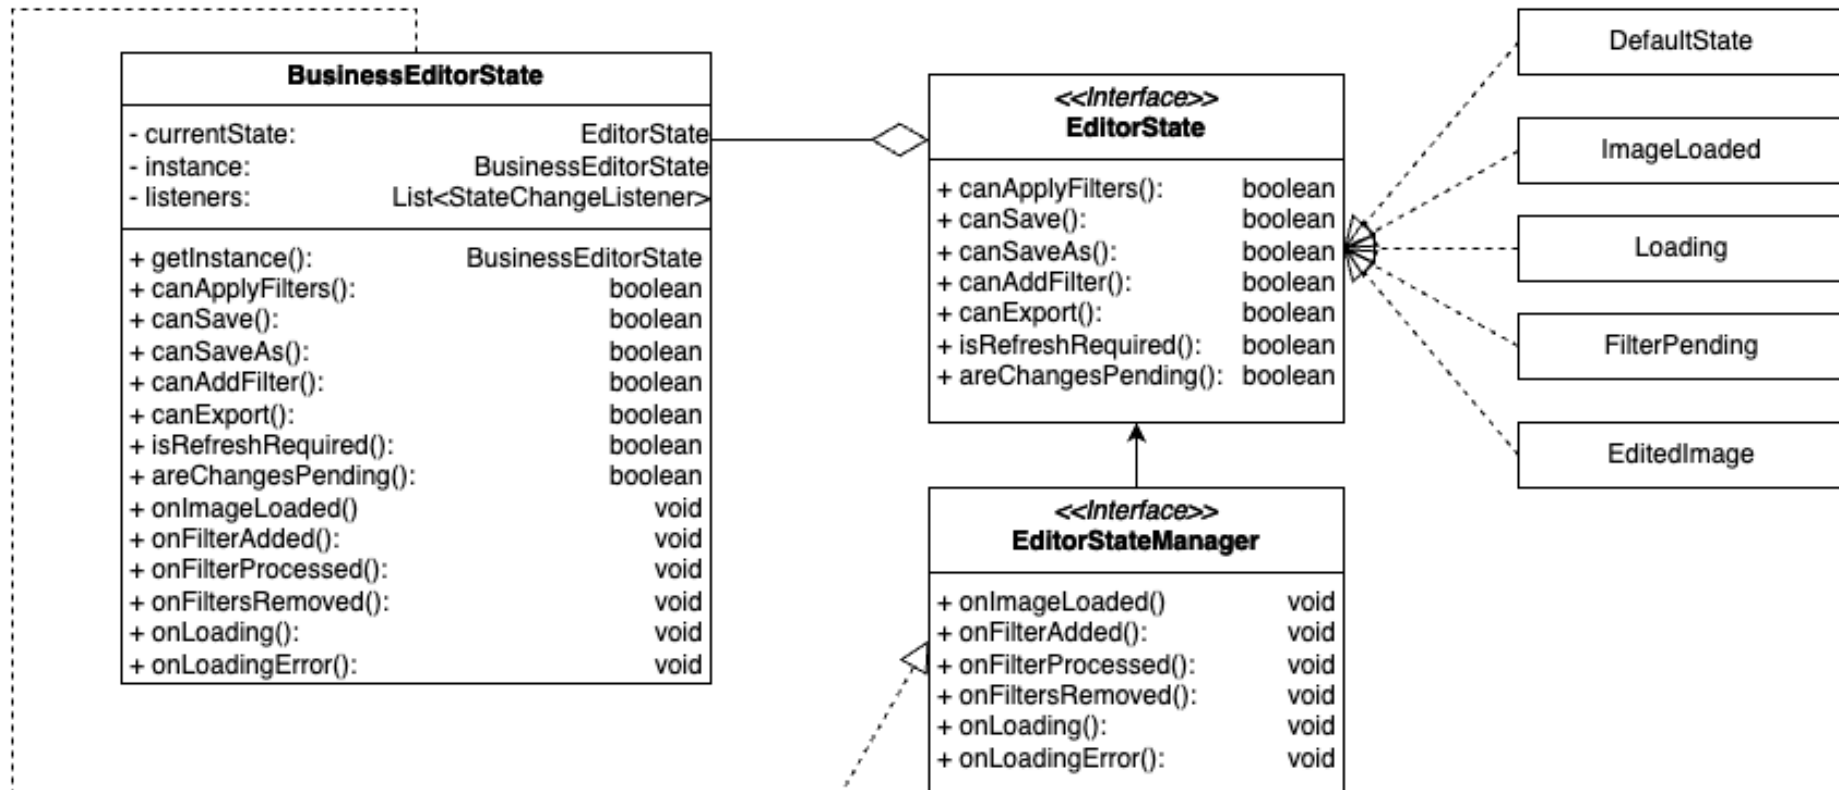 BusinessEditorState
- currentState: EditorState
- instance: BusinessEditorState
- listeners: List<StateChangeListener>
+ getInstance(): BusinessEditorState
+ canApplyFilters(): boolean
+ canSave(): boolean
+ canSaveAs(): boolean
+ canAddFilter(): boolean
+ canExport(): boolean
+ isRefreshRequired(): boolean
+ areChangesPending(): boolean
+ onImageLoaded() void
+ onFilterAdded(): void
+ onFilterProcessed(): void
+ onFiltersRemoved(): void
+ onLoading(): void
+ onLoadingError(): void
<<Interface>>
EditorState
+ canApplyFilters(): boolean
+ canSave(): boolean
+ canSaveAs(): boolean
+ canAddFilter(): boolean
+ canExport(): boolean
+ isRefreshRequired(): boolean
+ areChangesPending(): boolean
<<Interface>>
EditorStateManager
+ onImageLoaded() void
+ onFilterAdded(): void
+ onFilterProcessed(): void
+ onFiltersRemoved(): void
+ onLoading(): void
+ onLoadingError(): void
DefaultState
ImageLoaded
Loading
FilterPending
EditedImage